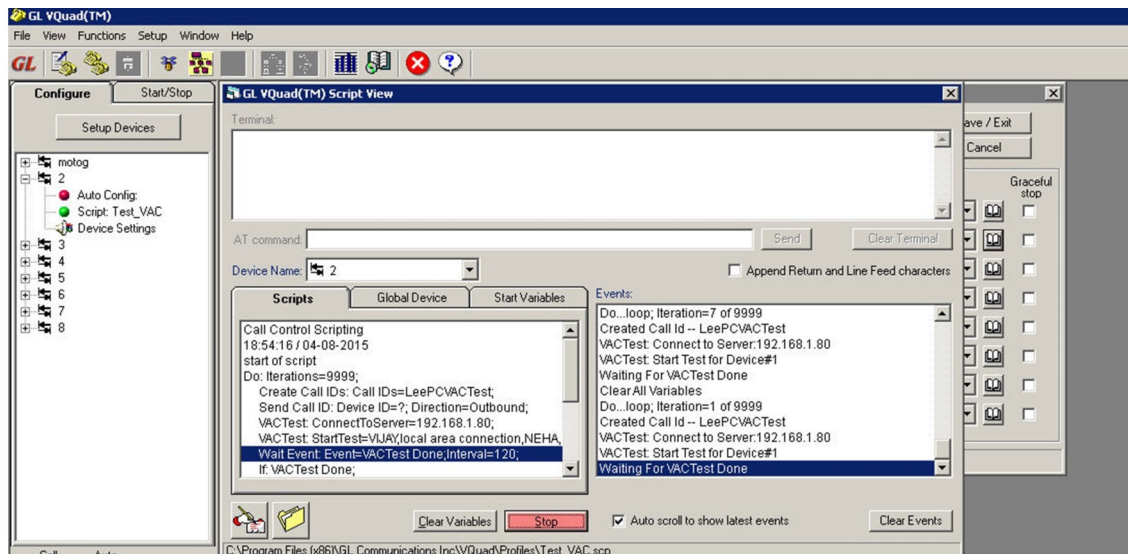 GL VQuad(TM)
File View Functions Setup Window Help
GL
Configure Start/Stop
Setup Devices
motog
2
Auto Config:
Script: Test_VAC
Device Settings
3
4
5
6
7
8
GL VQuad(TM) Script View
Terminal:
AT command: Send Clear Terminal
Device Name: 2
Append Return and Line Feed characters
Scripts Global Device Start Variables
Call Control Scripting
18:54:16 / 04-08-2015
start of script
Do: Iterations=9999;
Create Call IDs: Call IDs=LeePCVACTest;
Send Call ID: Device ID=?; Direction=Outbound;
VACTest: ConnectToServer=192.168.1.80;
VACTest: StartTest=VIJAY,local area connection,NEHA,
Wait Event: Event=VACTest Done;Interval=120;
If: VACTest Done;
Events:
Do...loop; Iteration=7 of 9999
Created Call Id -- LeePCVACTest
VACTest: Connect to Server:192.168.1.80
VACTest: Start Test for Device#1
Waiting For VACTest Done
Clear All Variables
Do...loop; Iteration=1 of 9999
Created Call Id -- LeePCVACTest
VACTest: Connect to Server:192.168.1.80
VACTest: Start Test for Device#1
Waiting For VACTest Done
Clear Variables Stop
Auto scroll to show latest events
Clear Events
C:\Program Files (x86)\GL Communications Inc\VQuad\Profiles\Test_VAC.scp
ave / Exit
Cancel
Graceful
stop